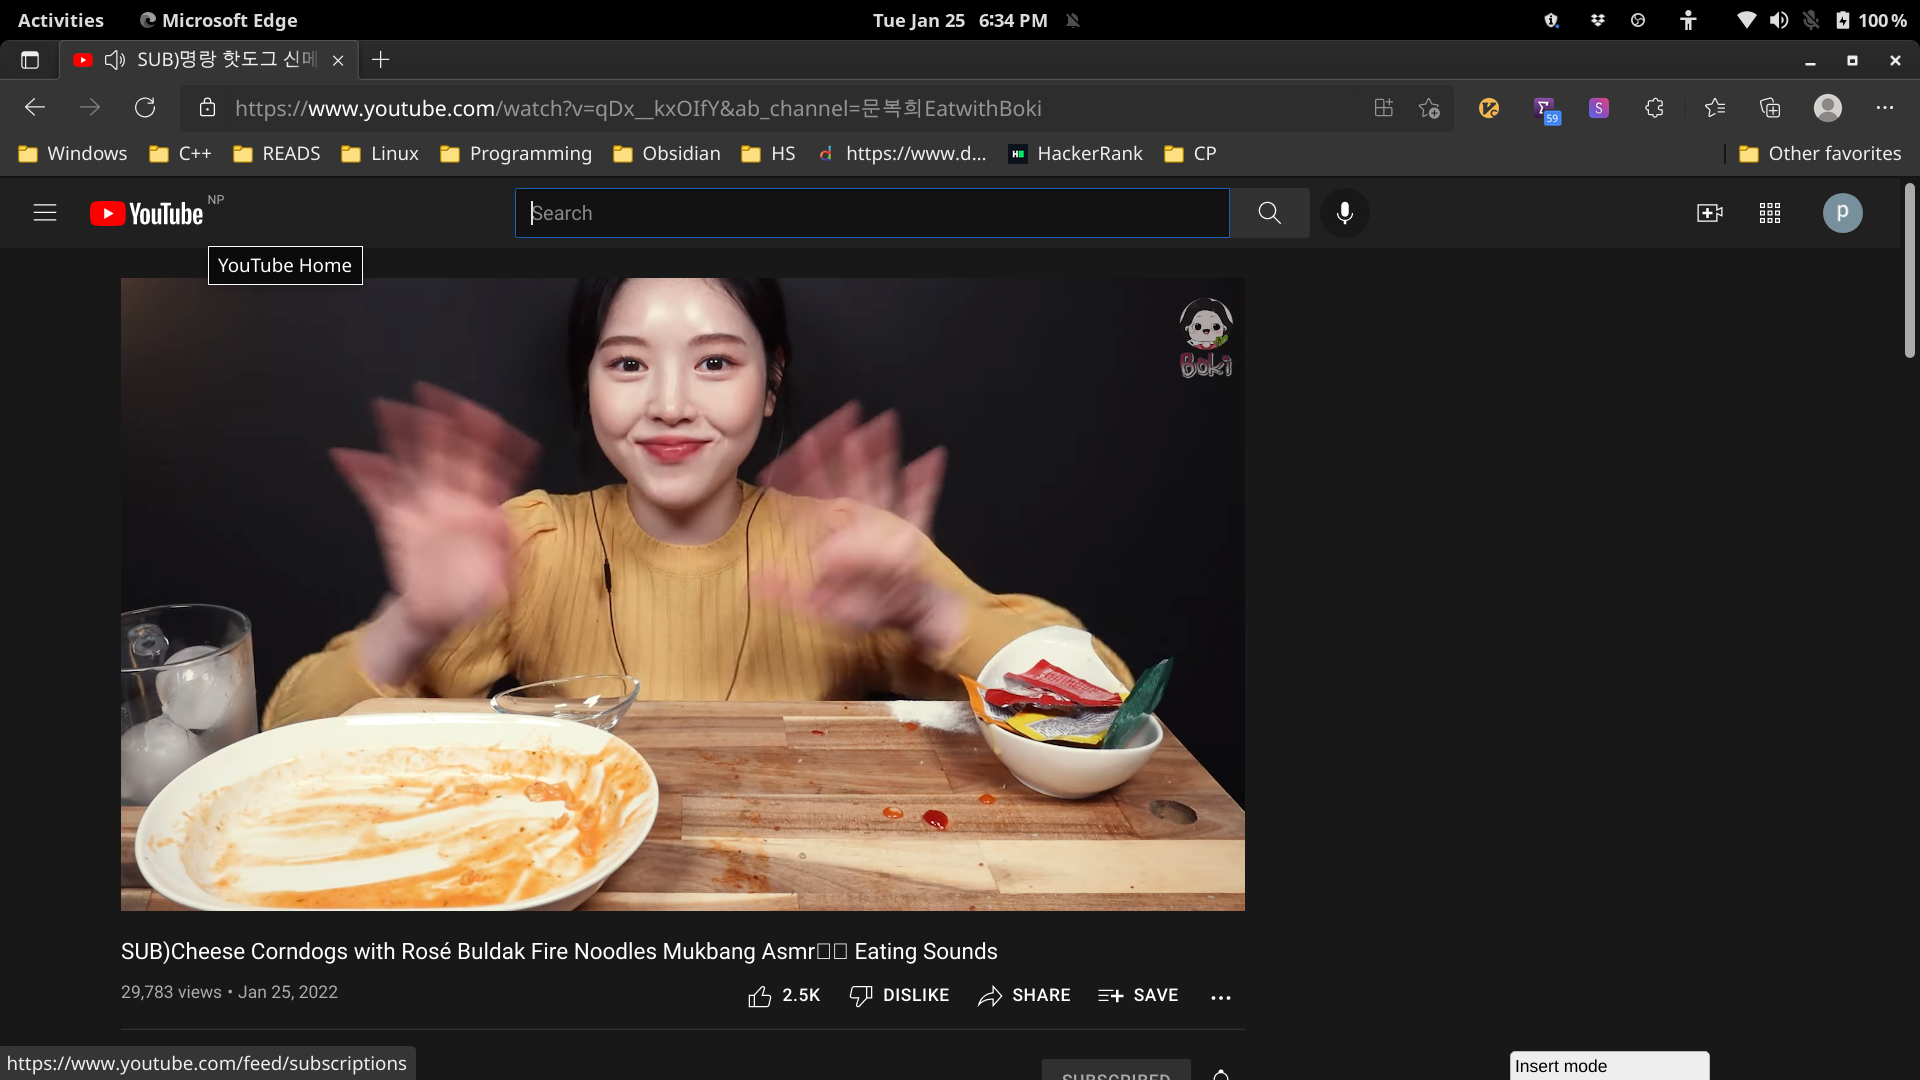 Activities Microsoft Edge Tue Jan 25 6:34 PM 100 %
SUB)명랑 핫도그 신메
https://www.youtube.com/watch?v=qDx__kxOIfY&ab_channel=문복희EatwithBoki
59
S
Windows C++ READS Linux Programming Obsidian HS https://www.d... HackerRank CP Other favorites
YouTube NP
Search
p
YouTube Home
Boki
SUB)Cheese Corndogs with Rosé Buldak Fire Noodles Mukbang Asmr Eating Sounds
29,783 views • Jan 25, 2022
2.5K DISLIKE SHARE SAVE
https://www.youtube.com/feed/subscriptions
SUBSCRIBED
Insert mode